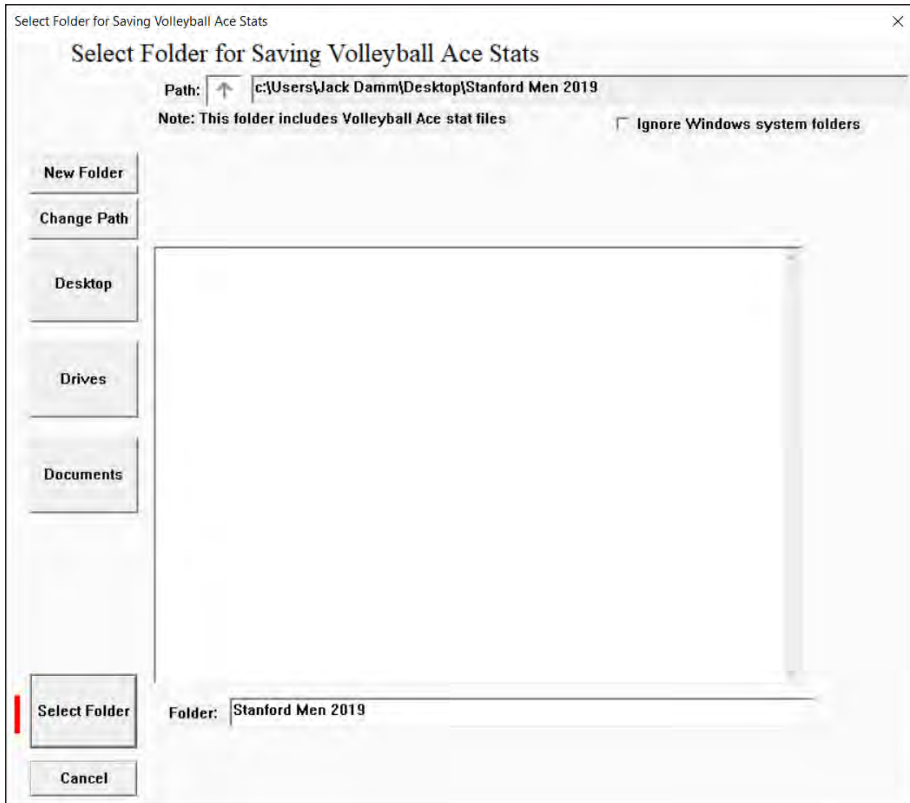 Select Folder for Saving Volleyball Ace Stats
Select Folder for Saving Volleyball Ace Stats
Path: c:\Users\Jack Damm\Desktop\Stanford Men 2019
Note: This folder includes Volleyball Ace stat files
Ignore Windows system folders
New Folder
Change Path
Desktop
Drives
Documents
Select Folder
Folder: Stanford Men 2019
Cancel